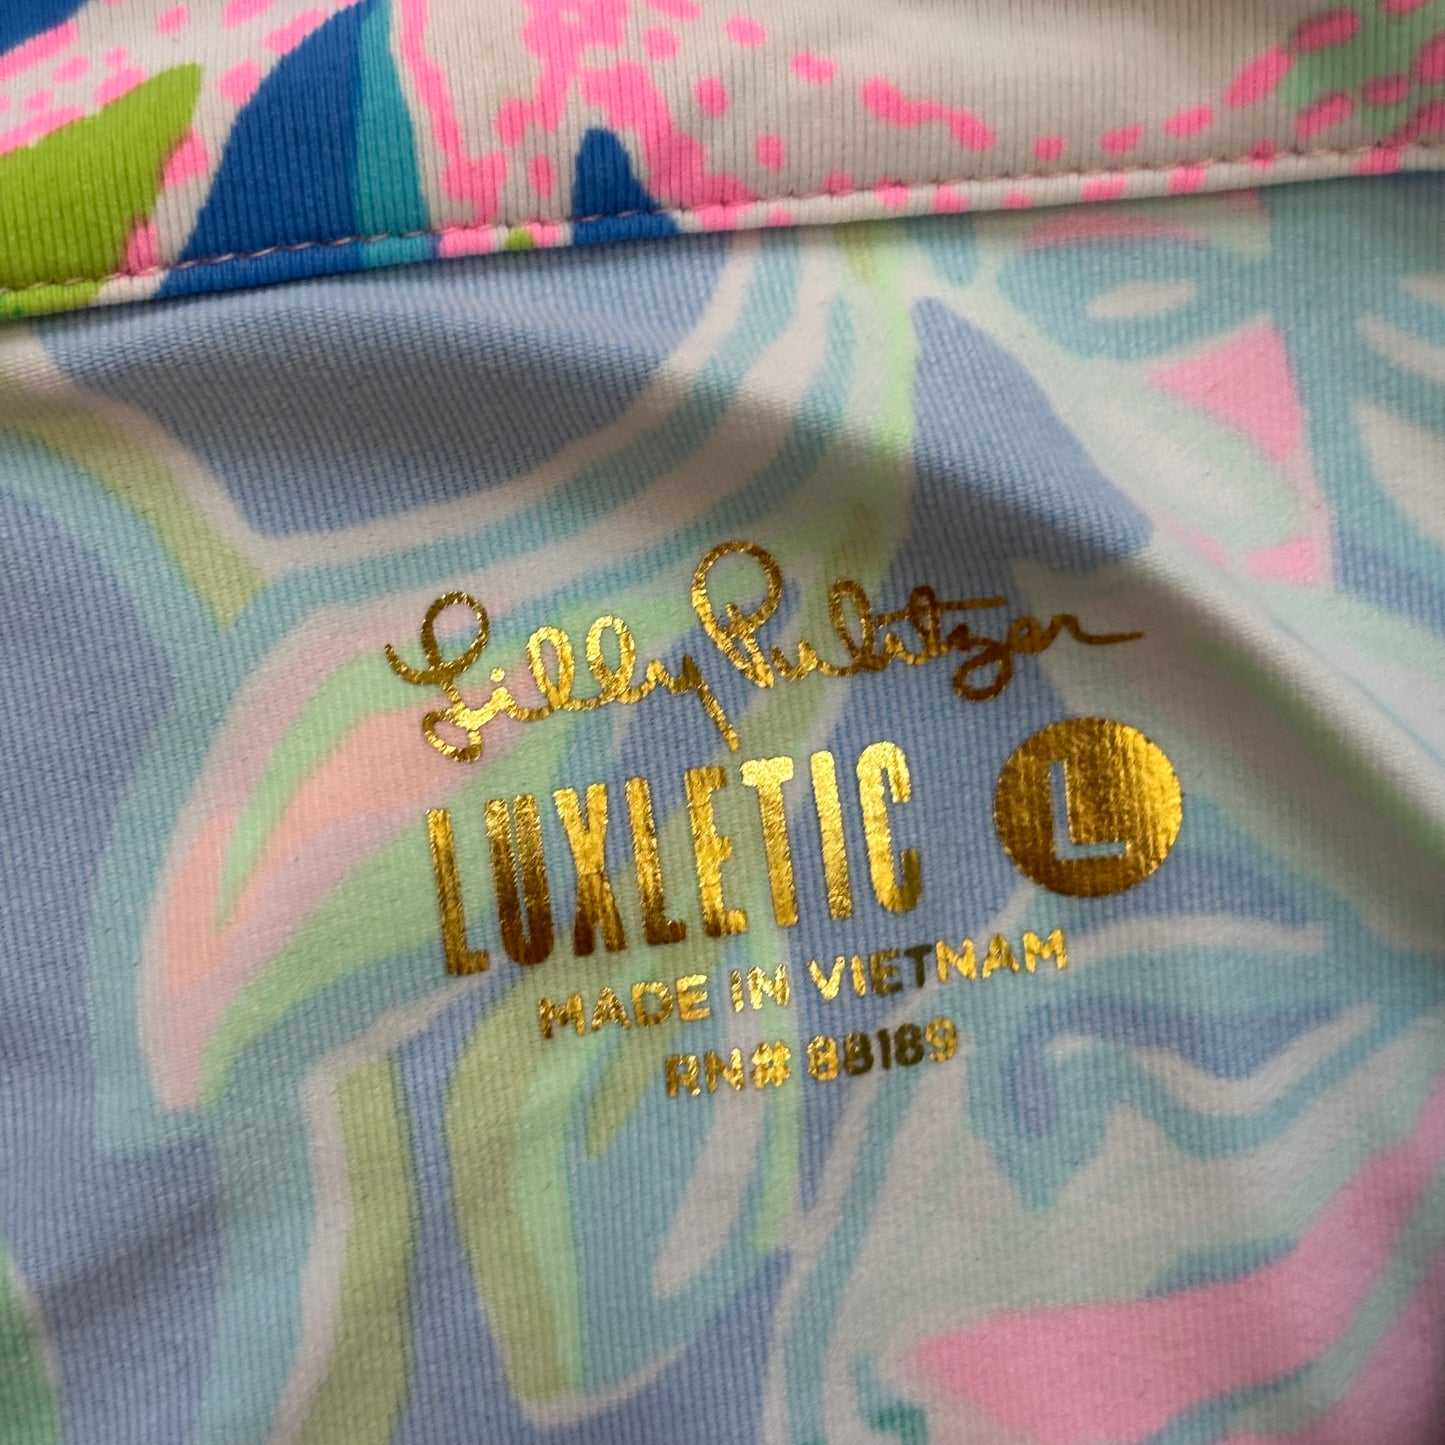 Lilly Pulitzer
LUXLETIC L
MADE IN VIETNAM
RN# 88189